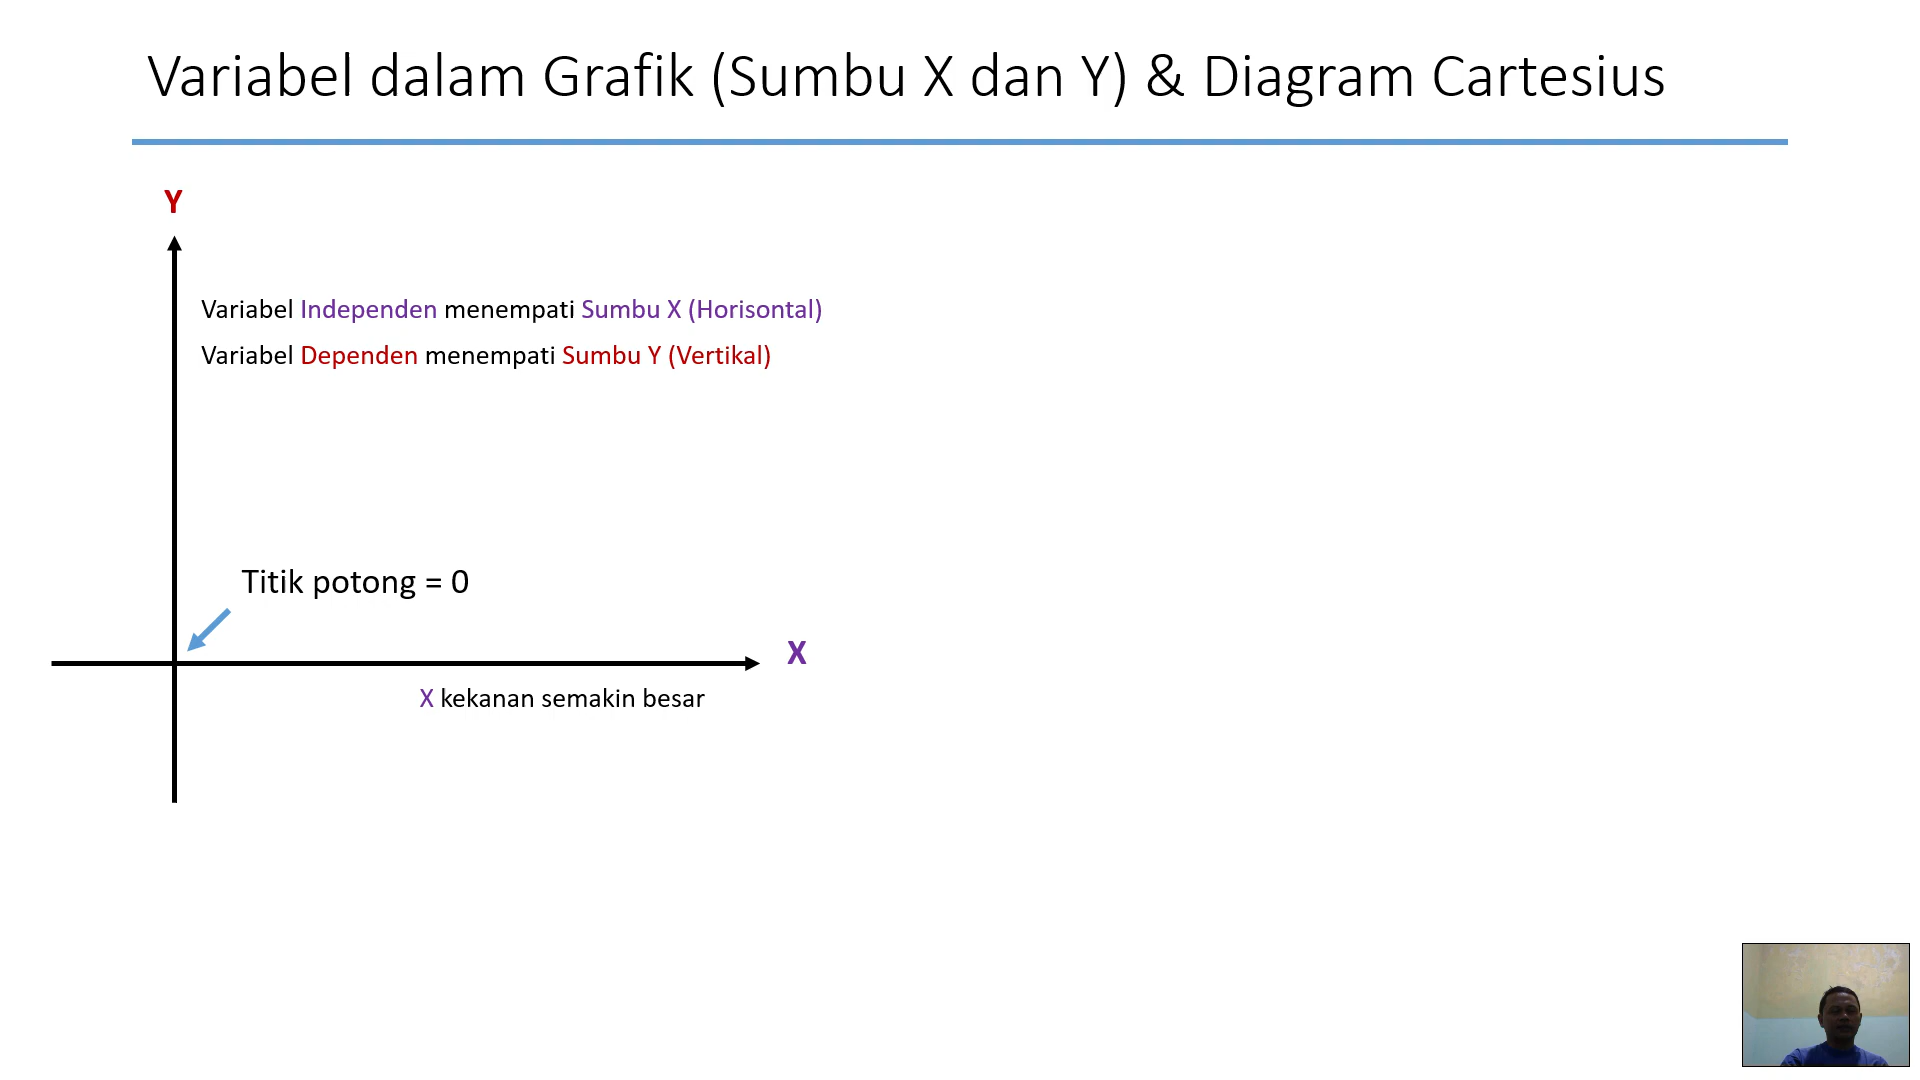 Variabel dalam Grafik (Sumbu X dan Y) & Diagram Cartesius
Y
Variabel Independen menempati Sumbu X (Horisontal)
Variabel Dependen menempati Sumbu Y (Vertikal)
Titik potong = 0
X
X kekanan semakin besar